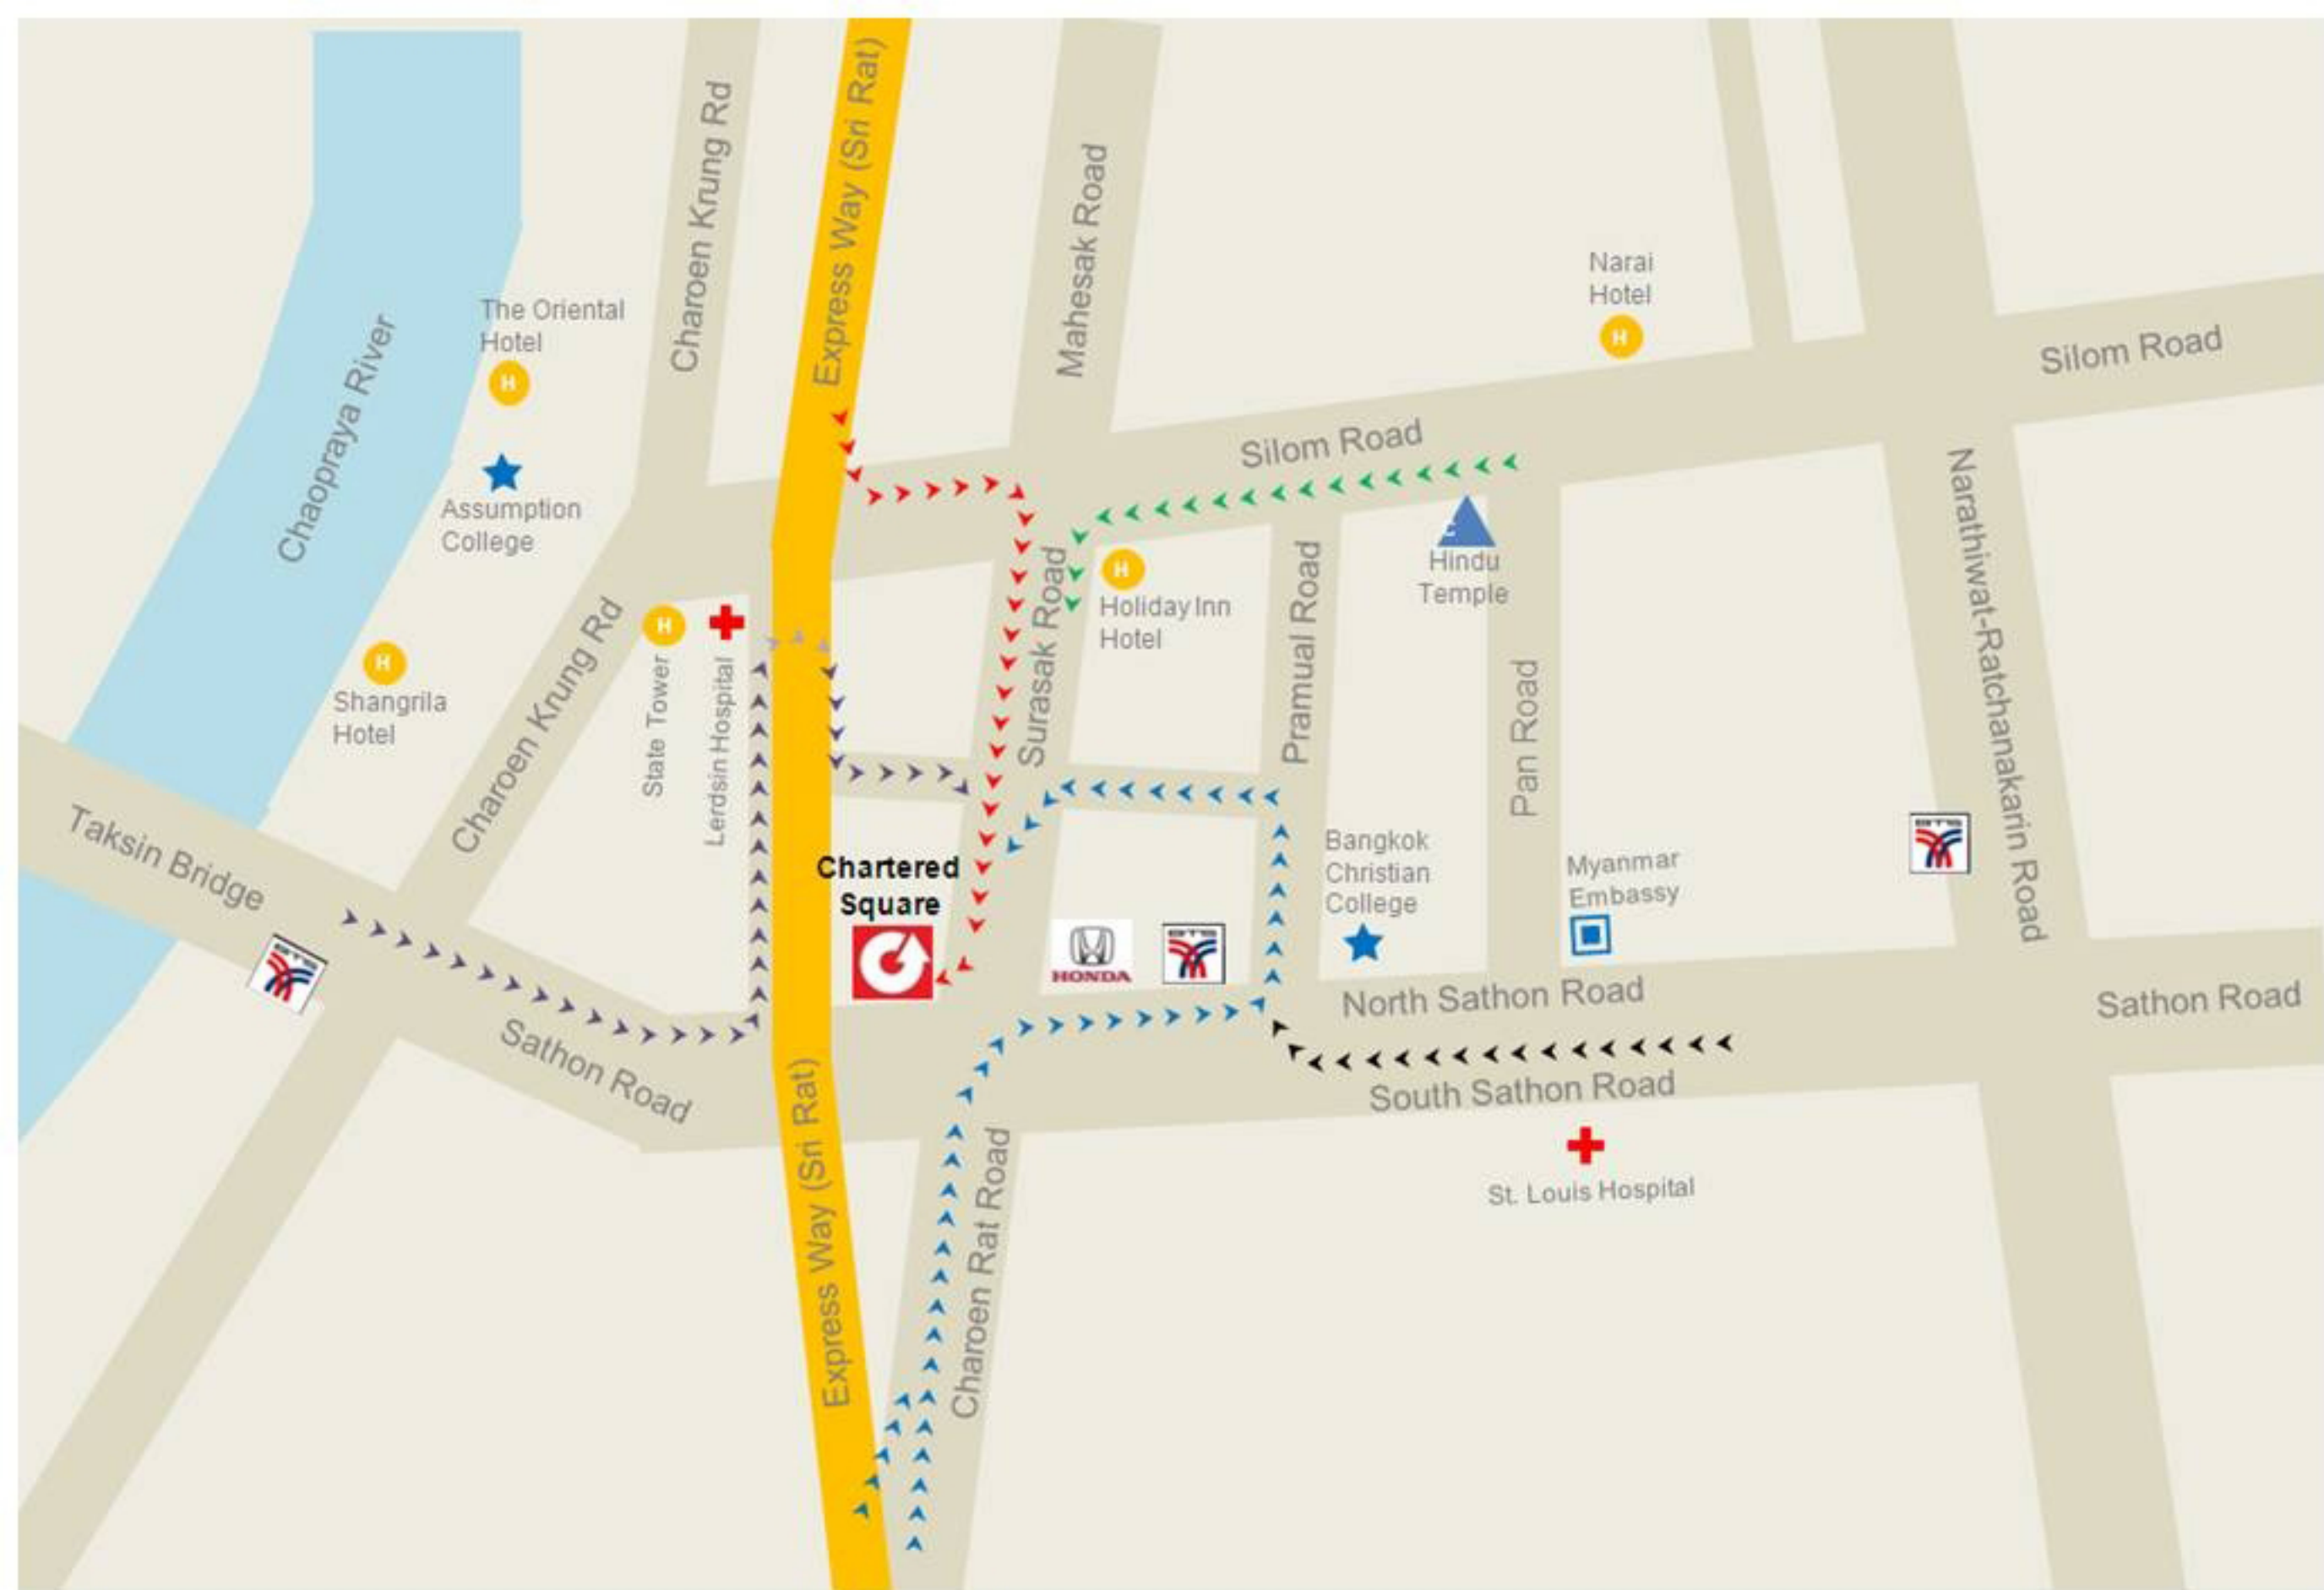 Charoen Krung Rd
Express Way (Sri Rat)
Mahesak Road
Narai
Hotel
The Oriental
Hotel
H
H
Silom Road
Chaopraya River
H
Silom Road
Assumption
College
Hindu
Temple
Narathiwat-Ratchanakarin Road
Surasak Road
H
Holiday Inn
Hotel
Pramual Road
Charoen Krung Rd
H
State Tower
Lerdsin Hospital
H
Shangrila
Hotel
Pan Road
Taksin Bridge
Chartered
Square
Bangkok
Christian
College
Myanmar
Embassy
BTS
HONDA
BTS
BTS
North Sathon Road
Sathon Road
Sathon Road
South Sathon Road
St. Louis Hospital
Express Way (Sri Rat)
Charoen Rat Road